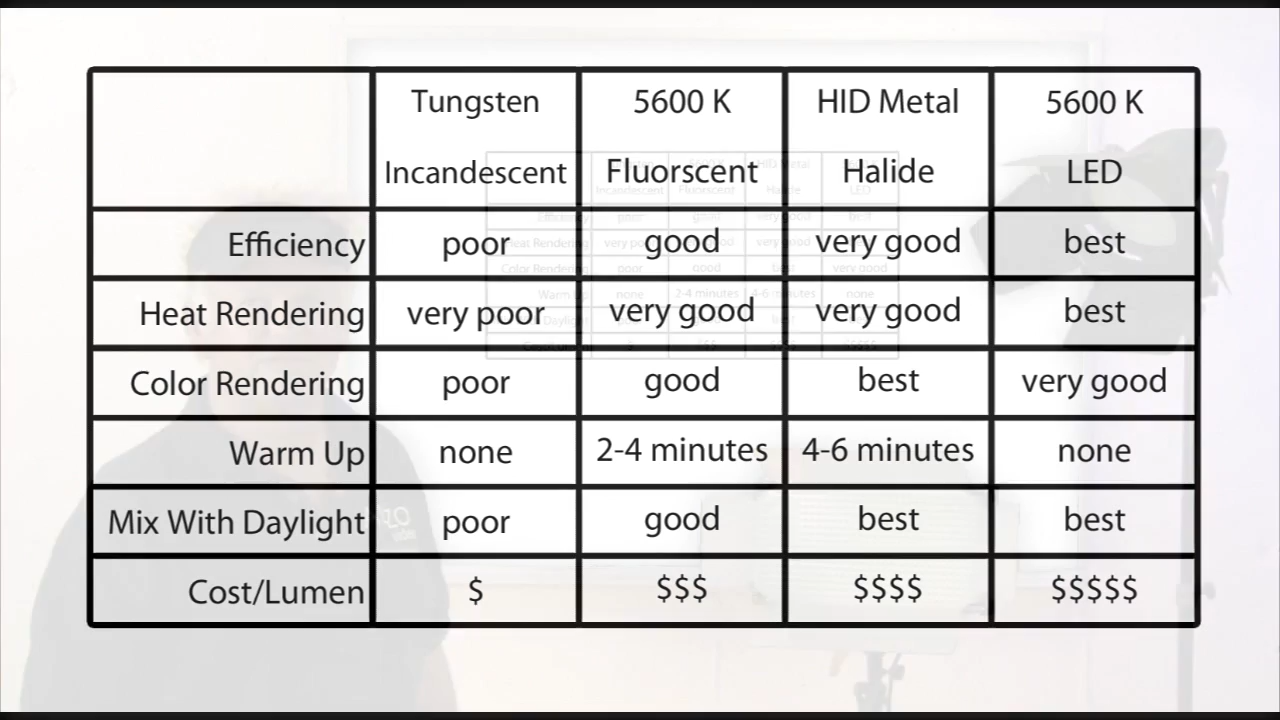 Tungsten 5600 K HID Metal 5600 K
Incandescent Fluorscent Halide LED
Efficiency poor good very good best
Heat Rendering very poor very good very good best
Color Rendering poor good best very good
Warm Up none 2-4 minutes 4-6 minutes none
Mix With Daylight poor good best best
Cost/Lumen $ $$$ $$$$ $$$$$